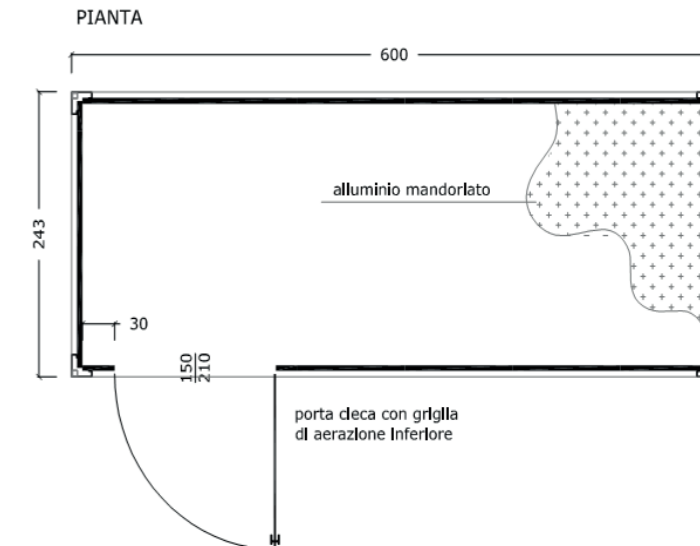 PIANTA
600
alluminio mandorlato
243
30
150
210
porta cieca con griglia
di aerazione inferiore